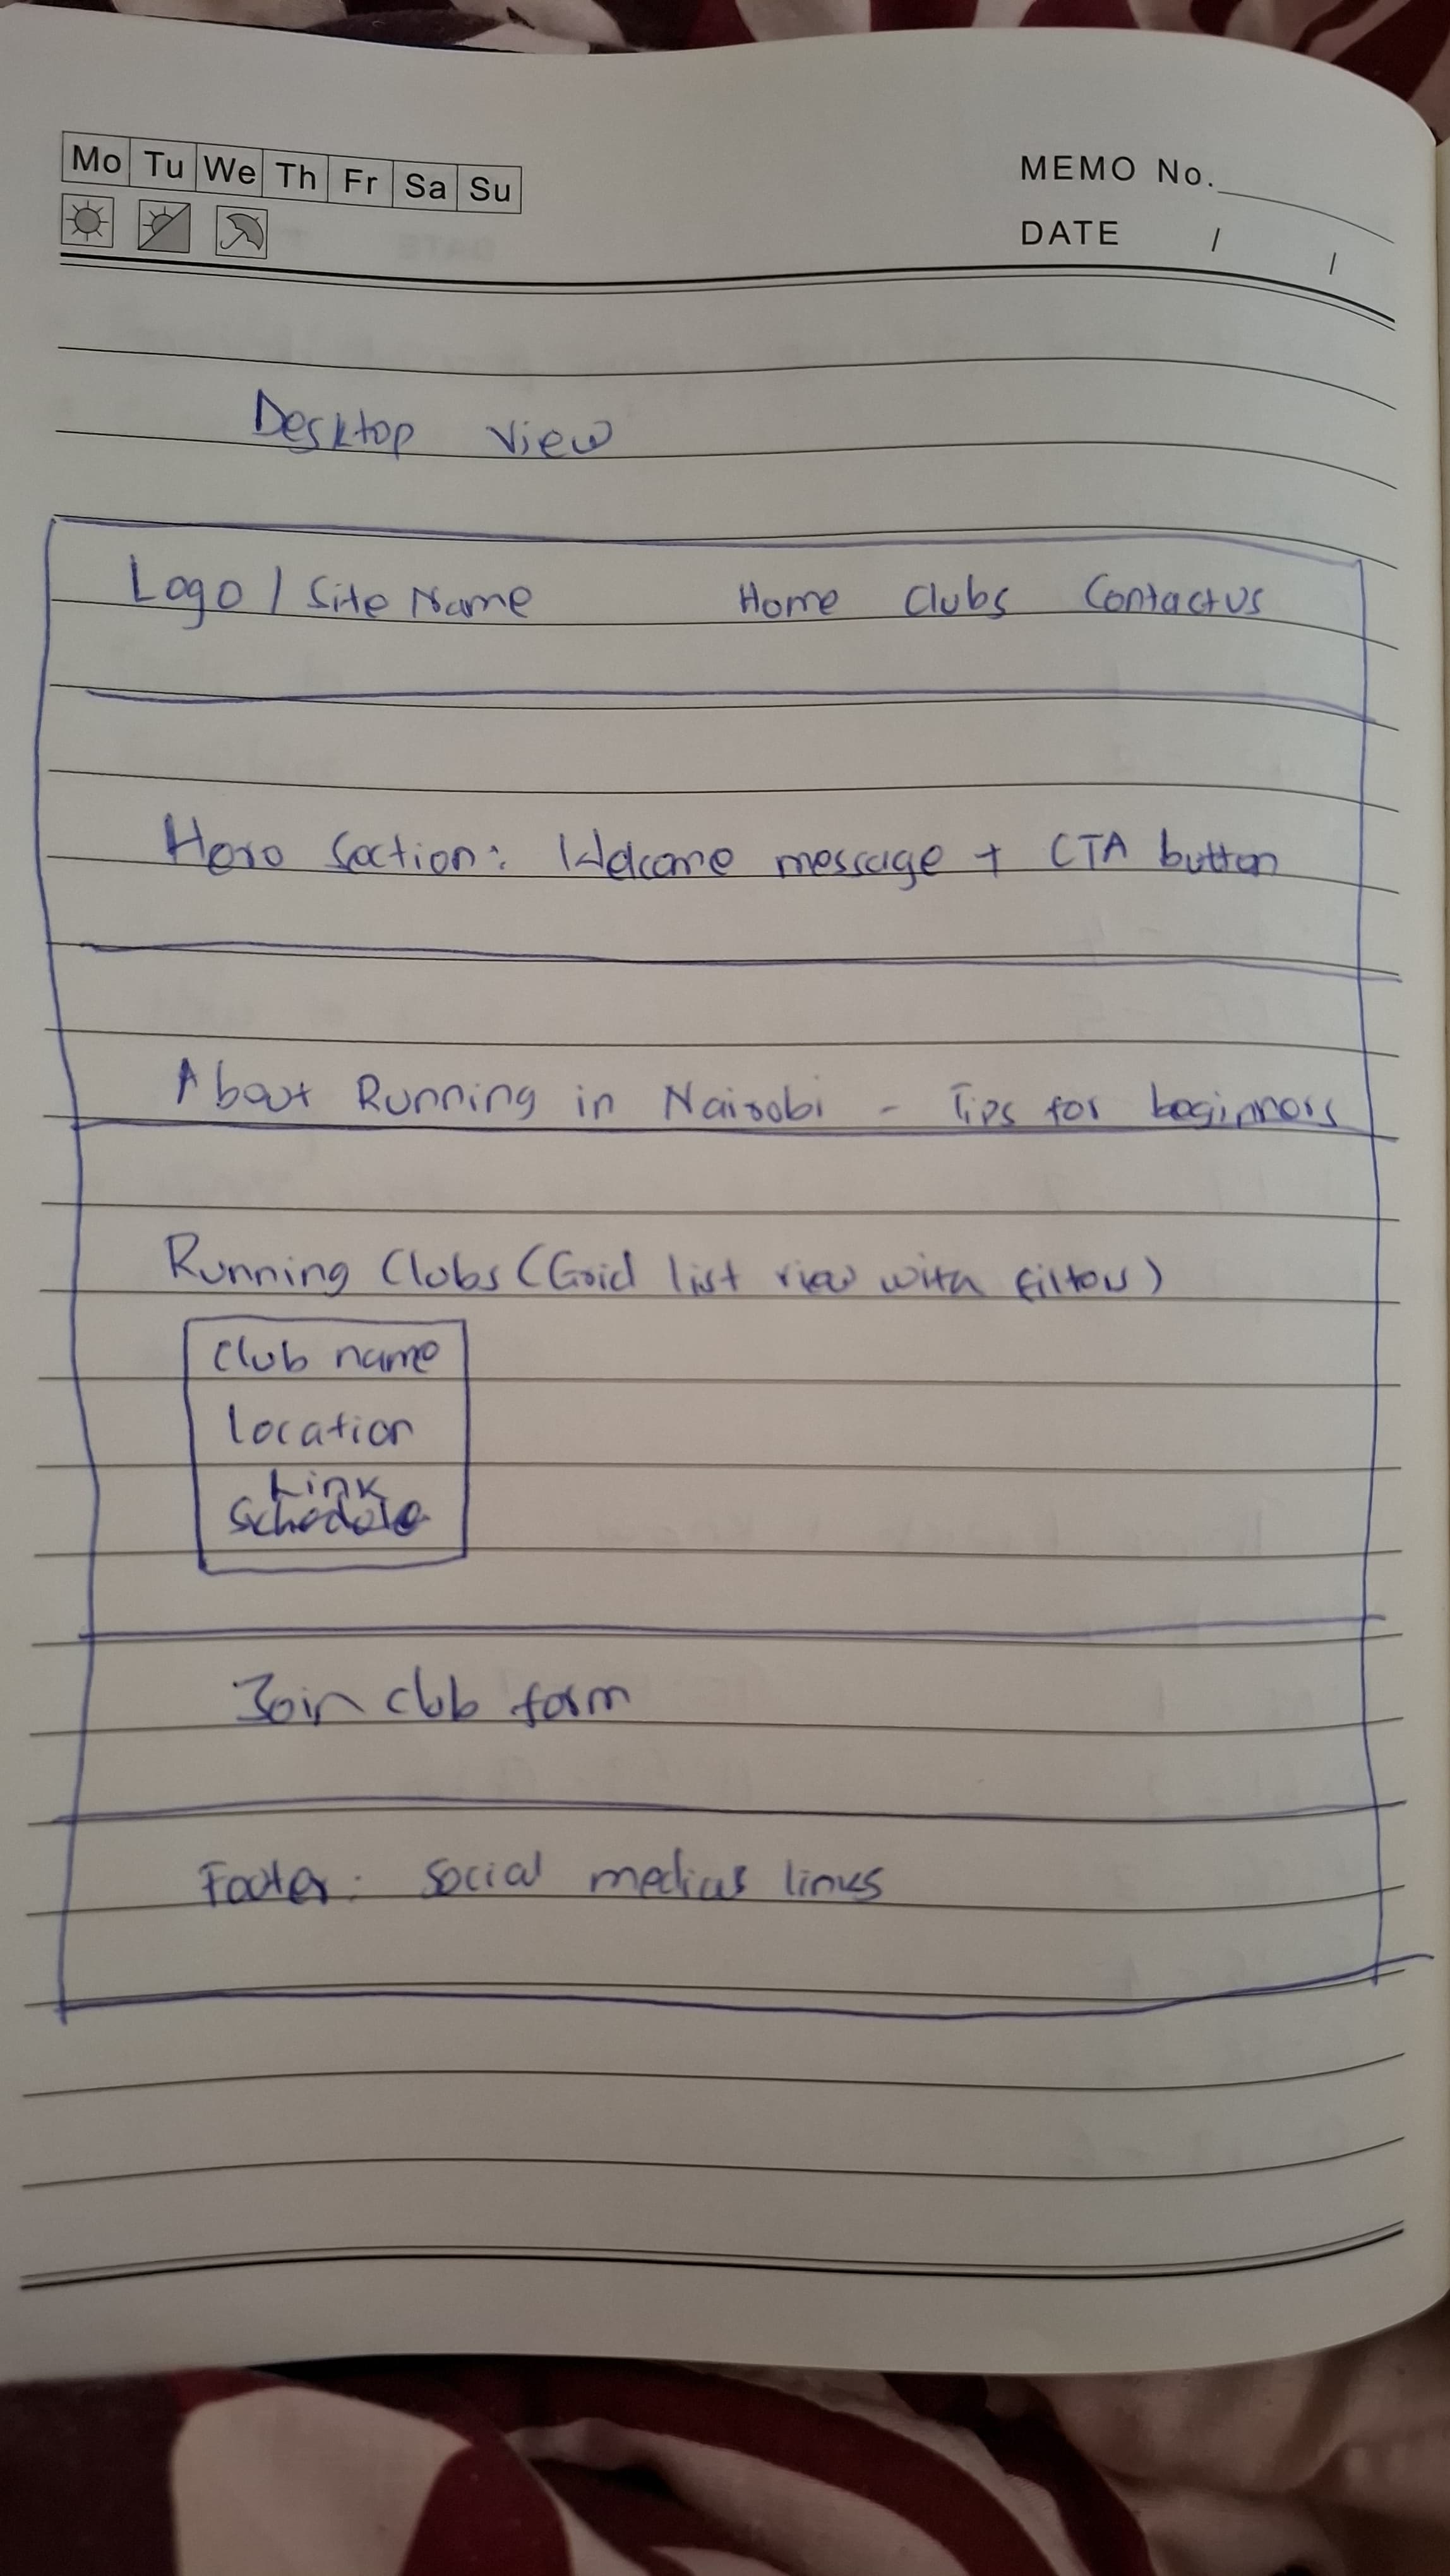 Mo Tu We Th Fr Sa Su
MEMO No.
DATE / /
Desktop view
Logo / Site Name Home Clubs Contact us
Hero Section: Welcome message + CTA button
About Running in Nairobi - Tips for beginners
Running Clubs (Grid list view with filters)
Club name
location
Link
Schedule
Join club form
Footer: Social medias links